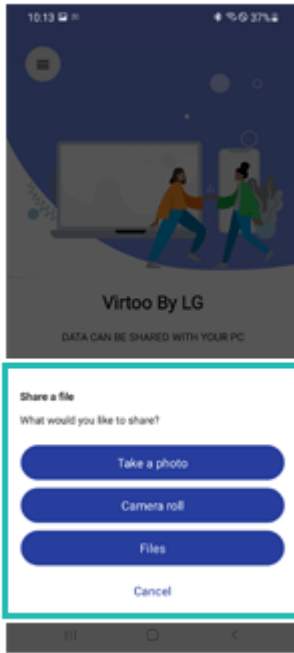 10:13
37%
Virtoo By LG
DATA CAN BE SHARED WITH YOUR PC
Share a file
What would you like to share?
Take a photo
Camera roll
Files
Cancel